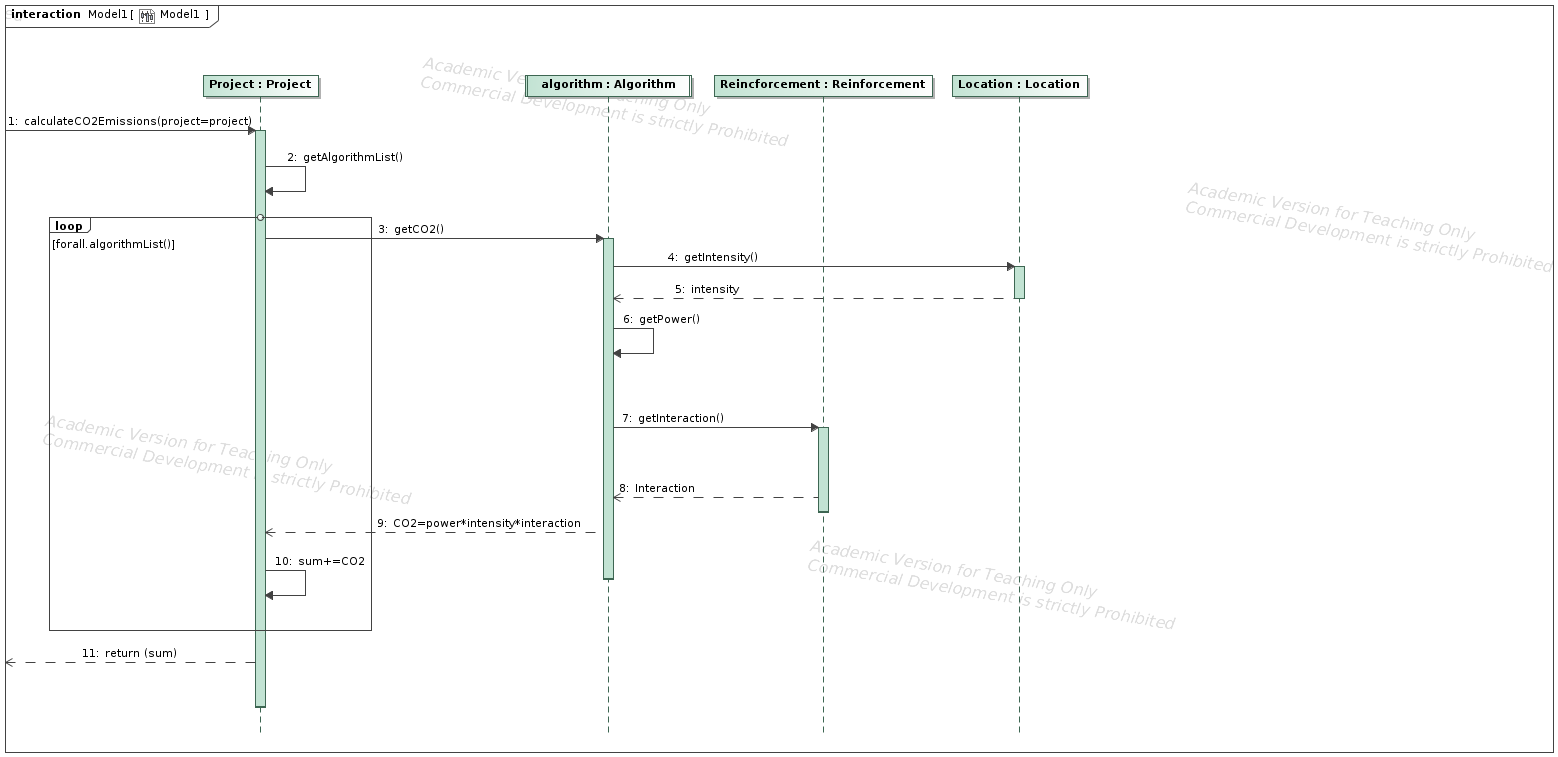 interaction Model1[ Model1 ]
Academic Version for Teaching Only
Commercial Development is strictly Prohibited
Project : Project
algorithm : Algorithm
Reincforcement : Reinforcement
Location : Location
1: calculateCO2Emissions(project=project)
2: getAlgorithmList()
Academic Version for Teaching Only
Commercial Development is strictly Prohibited
loop
[forall.algorithmList()]
3: getCO2()
4: getIntensity()
5: intensity
6: getPower()
7: getInteraction()
Academic Version for Teaching Only
Commercial Development is strictly Prohibited
8: Interaction
9: CO2=power*intensity*interaction
10: sum+=CO2
Academic Version for Teaching Only
Commercial Development is strictly Prohibited
11: return (sum)